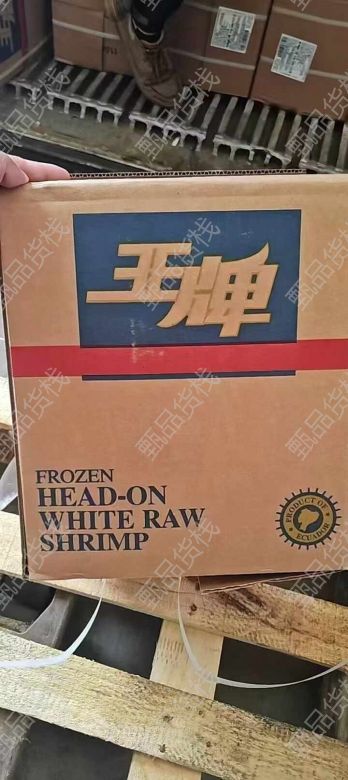 王牌
FROZEN
HEAD-ON
WHITE RAW
SHRIMP
PRODUCT OF
ECUADOR
甄品货栈